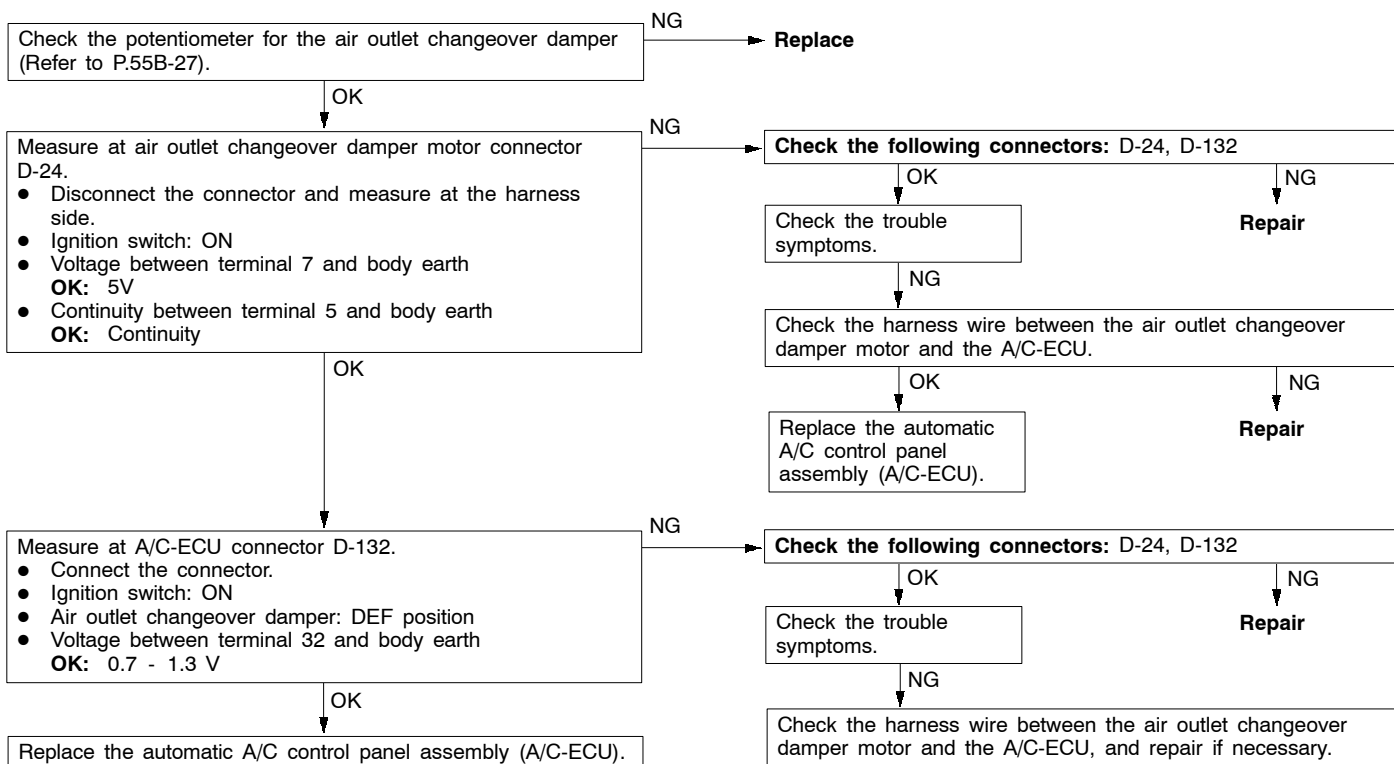 Check the potentiometer for the air outlet changeover damper
(Refer to P.55B-27).
NG
Replace
OK
Measure at air outlet changeover damper motor connector
D-24.
● Disconnect the connector and measure at the harness
side.
● Ignition switch: ON
● Voltage between terminal 7 and body earth
OK: 5V
● Continuity between terminal 5 and body earth
OK: Continuity
NG
Check the following connectors: D-24, D-132
OK
NG
Check the trouble
symptoms.
Repair
NG
Check the harness wire between the air outlet changeover
damper motor and the A/C-ECU.
OK
NG
Replace the automatic
A/C control panel
assembly (A/C-ECU).
Repair
OK
Measure at A/C-ECU connector D-132.
● Connect the connector.
● Ignition switch: ON
● Air outlet changeover damper: DEF position
● Voltage between terminal 32 and body earth
OK: 0.7 - 1.3 V
NG
Check the following connectors: D-24, D-132
OK
NG
Check the trouble
symptoms.
Repair
NG
Check the harness wire between the air outlet changeover
damper motor and the A/C-ECU, and repair if necessary.
OK
Replace the automatic A/C control panel assembly (A/C-ECU).